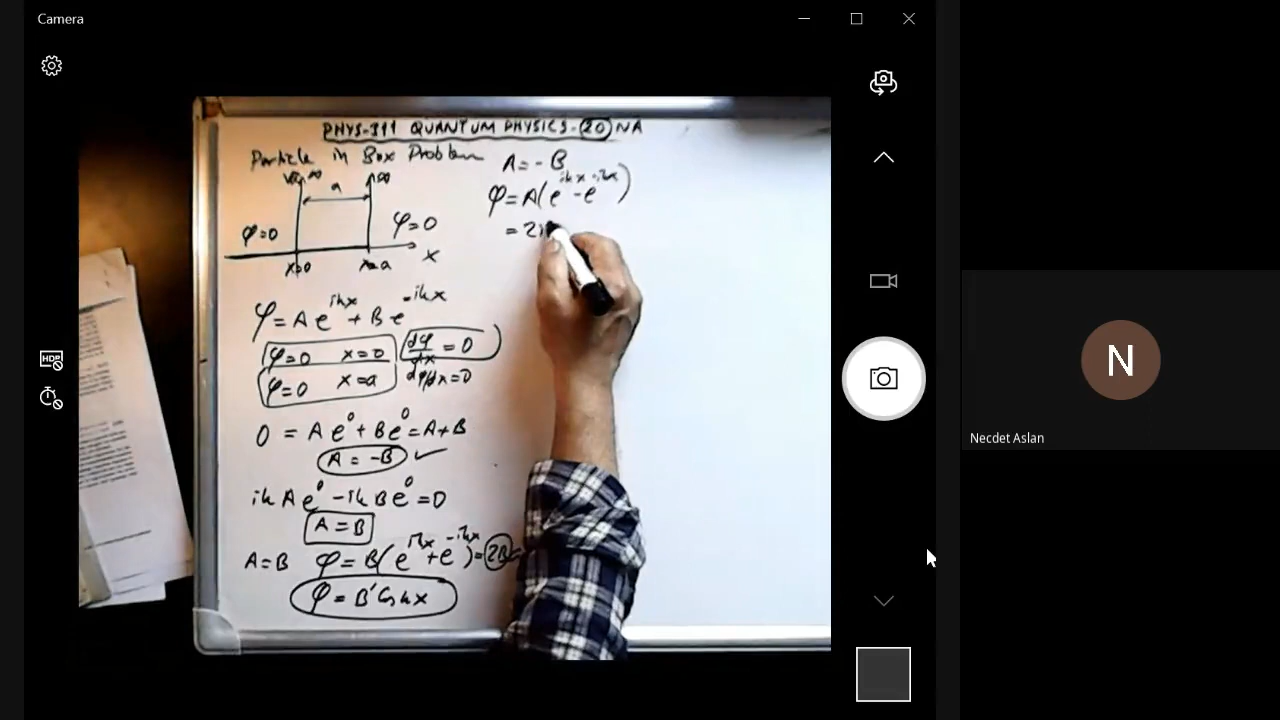 Camera
PHYS-311 QUANTUM PHYSICS-20 NA
Particle in Box Problem
∞ ∞
a
φ=0
φ=0
x=0 x=a x
φ = A e^ikx + B e^-ikx
φ=0 x=0 dφ/dx = 0
φ=0 x=a dφ/dx=0
0 = A e^0 + B e^0 = A+B
A = -B ✓
ik A e^0 - ik B e^0 = 0
A = B
A=B φ = B(e^ikx + e^-ikx) = 2B
φ = B' Cos kx
A = - B
φ = A(e^ikx - e^-ikx)
= 2i
HDR
N
Necdet Aslan